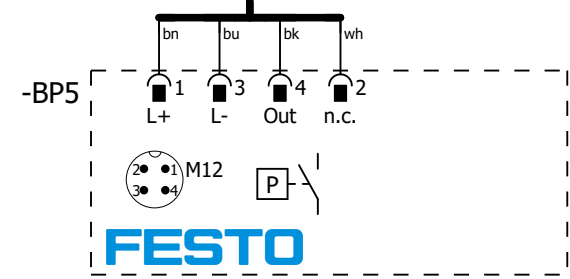 bn bu bk wh
-BP5 1 3 4 2
L+ L- Out n.c.
2 1 M12
3 4
P
FESTO